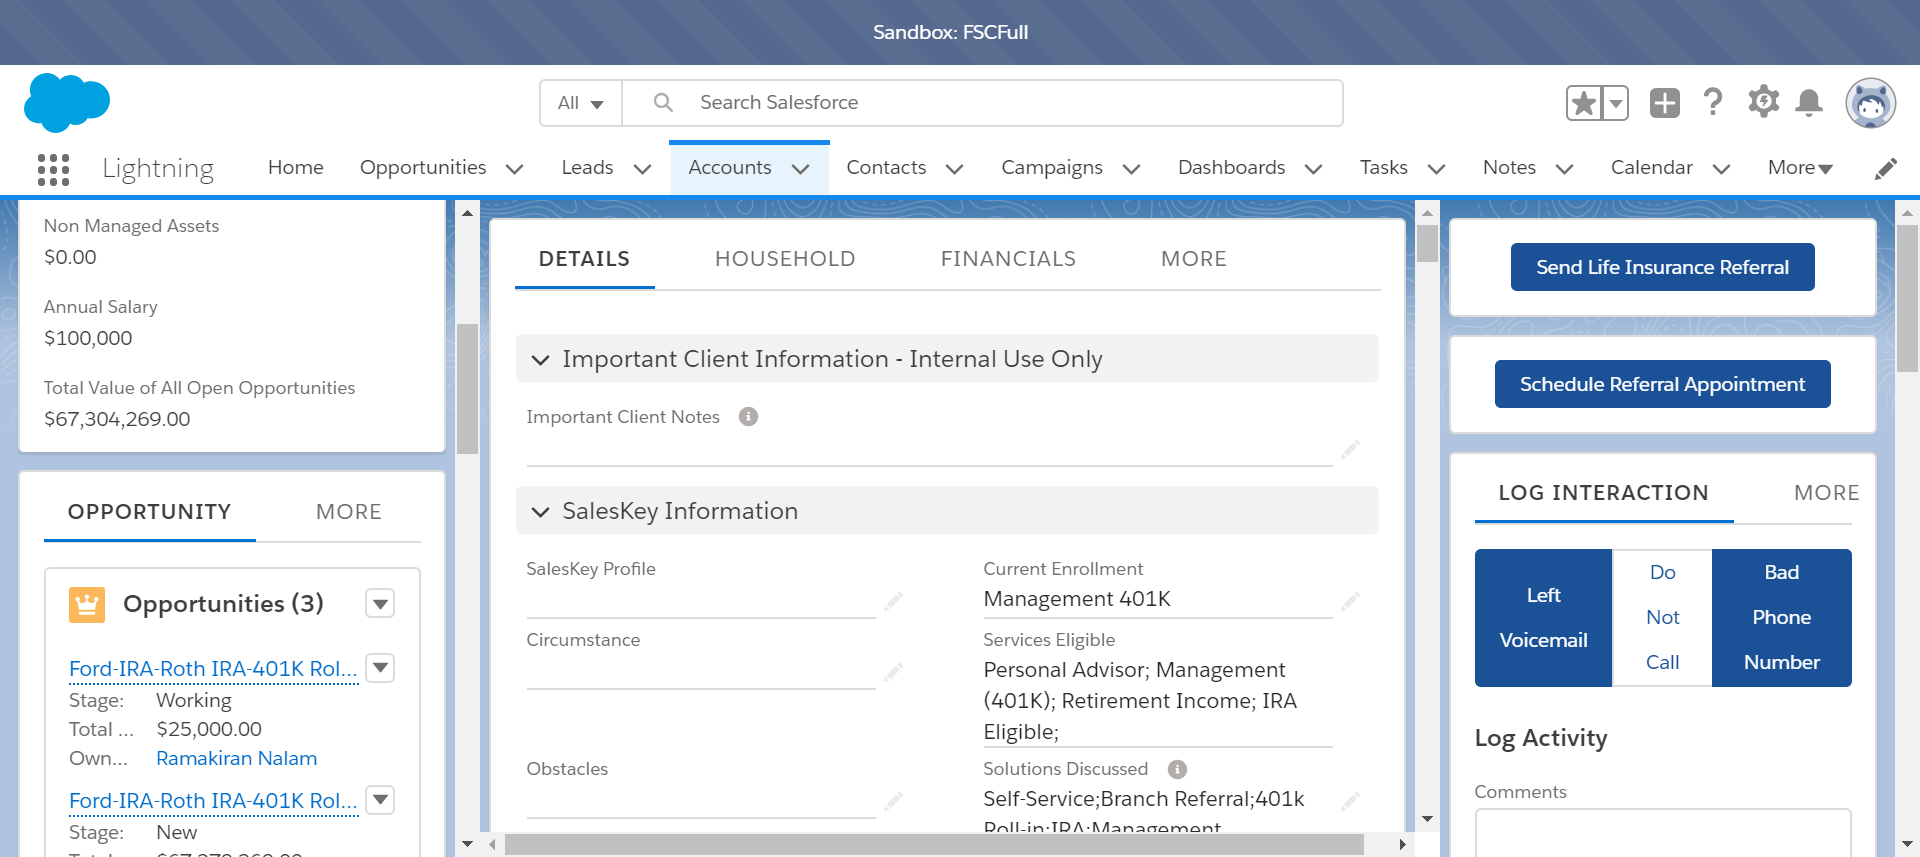 Sandbox: FSCFull
All
Search Salesforce
Lightning
Home
Opportunities
Leads
Accounts
Contacts
Campaigns
Dashboards
Tasks
Notes
Calendar
More
Non Managed Assets
$0.00
Annual Salary
$100,000
Total Value of All Open Opportunities
$67,304,269.00
OPPORTUNITY
MORE
Opportunities (3)
Ford-IRA-Roth IRA-401K Rol...
Stage: Working
Total ... $25,000.00
Own... Ramakiran Nalam
Ford-IRA-Roth IRA-401K Rol...
Stage: New
DETAILS
HOUSEHOLD
FINANCIALS
MORE
Important Client Information - Internal Use Only
Important Client Notes
SalesKey Information
SalesKey Profile
Current Enrollment
Management 401K
Circumstance
Services Eligible
Personal Advisor; Management
(401K); Retirement Income; IRA
Eligible;
Obstacles
Solutions Discussed
Self-Service;Branch Referral;401k
Roll-in;IRA;Management
Send Life Insurance Referral
Schedule Referral Appointment
LOG INTERACTION
MORE
Left
Voicemail
Do
Not
Call
Bad
Phone
Number
Log Activity
Comments